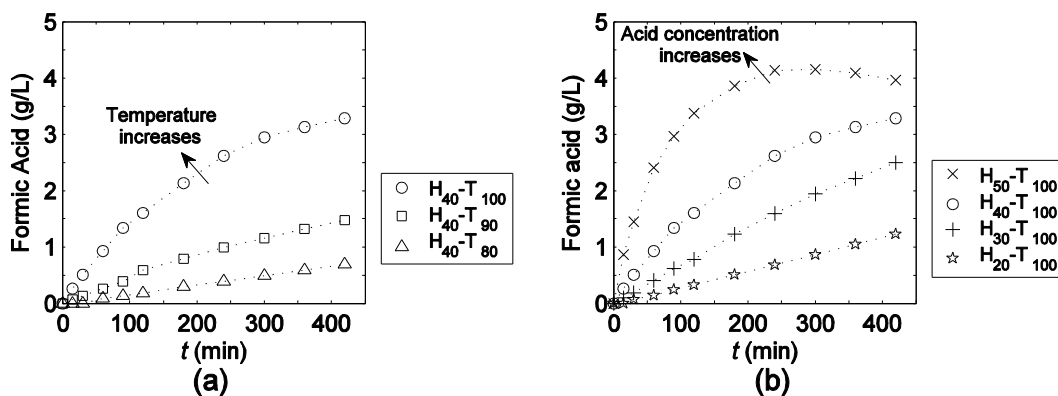 Formic Acid (g/L)
5
4
3
2
1
0
0
100
200
300
400
t (min)
Temperature
increases
H40-T100
H40-T90
H40-T80
(a)
Formic acid (g/L)
5
4
3
2
1
0
0
100
200
300
400
t (min)
Acid concentration
increases
H50-T100
H40-T100
H30-T100
H20-T100
(b)